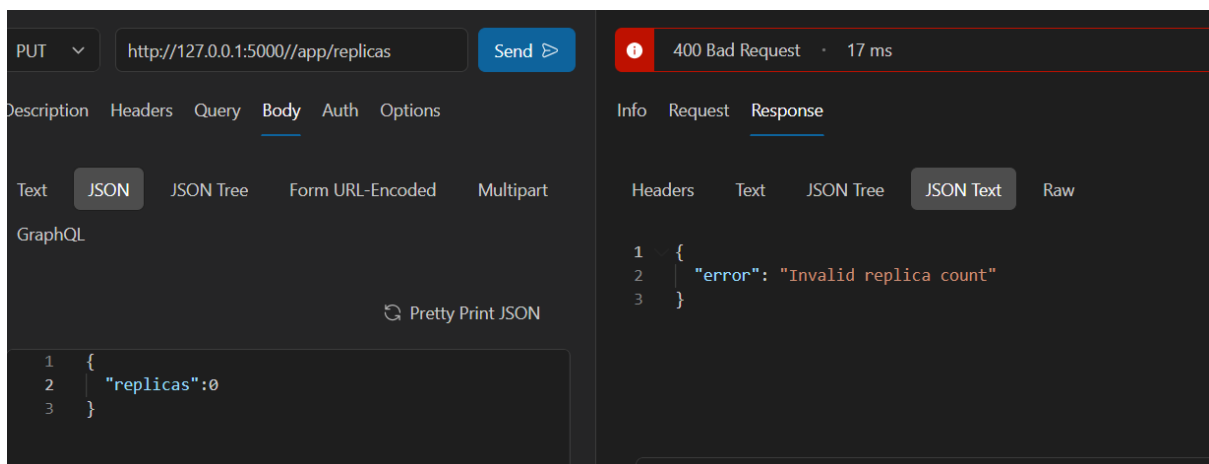 PUT http://127.0.0.1:5000//app/replicas Send
Description Headers Query Body Auth Options
Text JSON JSON Tree Form URL-Encoded Multipart
GraphQL
Pretty Print JSON
1 {
2 "replicas":0
3 }
400 Bad Request · 17 ms
Info Request Response
Headers Text JSON Tree JSON Text Raw
1 {
2 "error": "Invalid replica count"
3 }